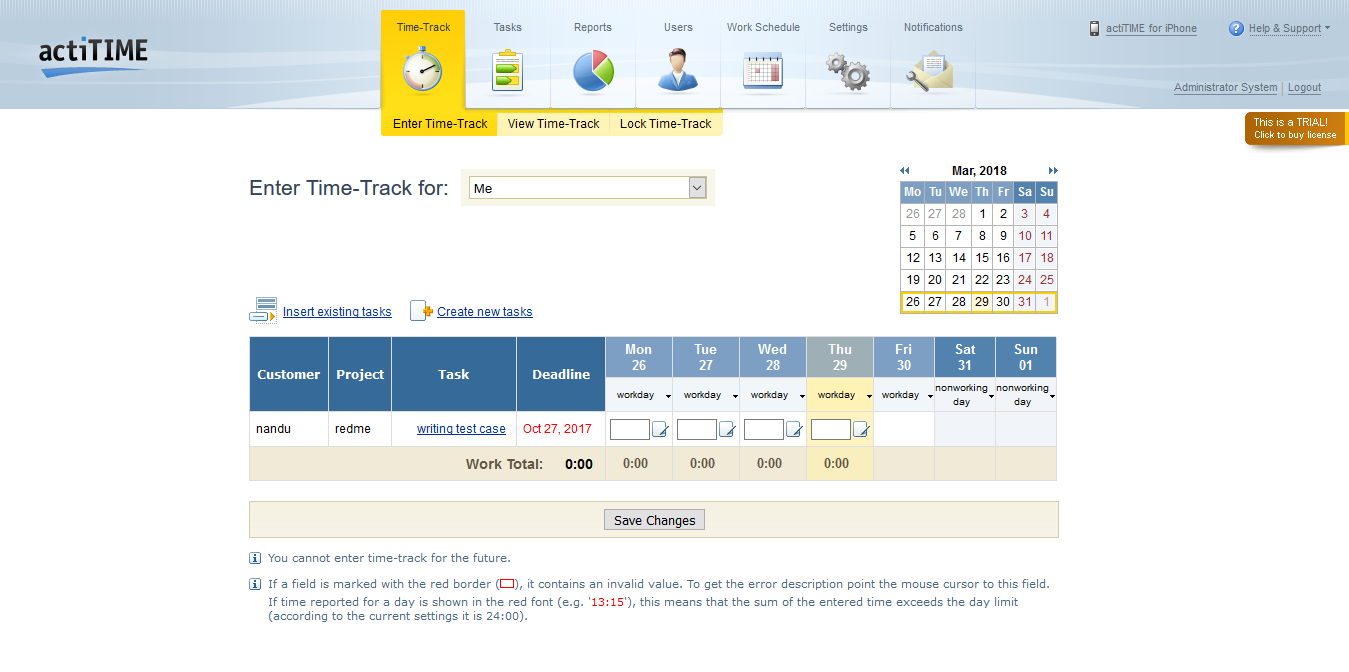 actiTIME
Time-Track Tasks Reports Users Work Schedule Settings Notifications
actiTIME for iPhone
Help & Support
Administrator System | Logout
Enter Time-Track View Time-Track Lock Time-Track
This is a TRIAL!
Click to buy license
Enter Time-Track for: Me
Mar, 2018
Mo Tu We Th Fr Sa Su
26 27 28 1 2 3 4
5 6 7 8 9 10 11
12 13 14 15 16 17 18
19 20 21 22 23 24 25
26 27 28 29 30 31 1
Insert existing tasks Create new tasks
Customer Project Task Deadline
Mon 26 Tue 27 Wed 28 Thu 29 Fri 30 Sat 31 Sun 01
workday workday workday workday workday nonworking day nonworking day
nandu redme writing test case Oct 27, 2017
Work Total: 0:00 0:00 0:00 0:00 0:00
Save Changes
You cannot enter time-track for the future.
If a field is marked with the red border ( ), it contains an invalid value. To get the error description point the mouse cursor to this field.
If time reported for a day is shown in the red font (e.g. '13:15'), this means that the sum of the entered time exceeds the day limit
(according to the current settings it is 24:00).